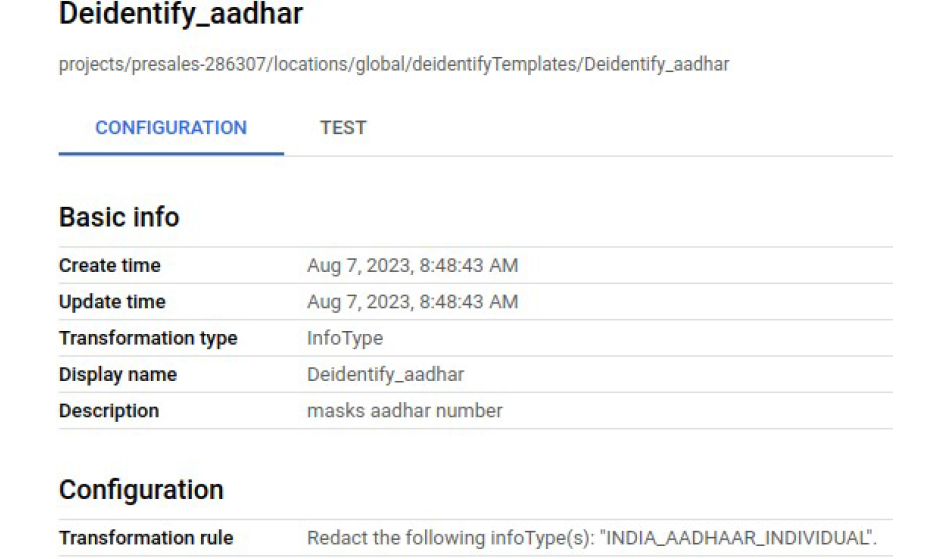 Deidentify_aadhar
projects/presales-286307/locations/global/deidentifyTemplates/Deidentify_aadhar
CONFIGURATION TEST
Basic info
Create time Aug 7, 2023, 8:48:43 AM
Update time Aug 7, 2023, 8:48:43 AM
Transformation type InfoType
Display name Deidentify_aadhar
Description masks aadhar number
Configuration
Transformation rule Redact the following infoType(s): "INDIA_AADHAAR_INDIVIDUAL".